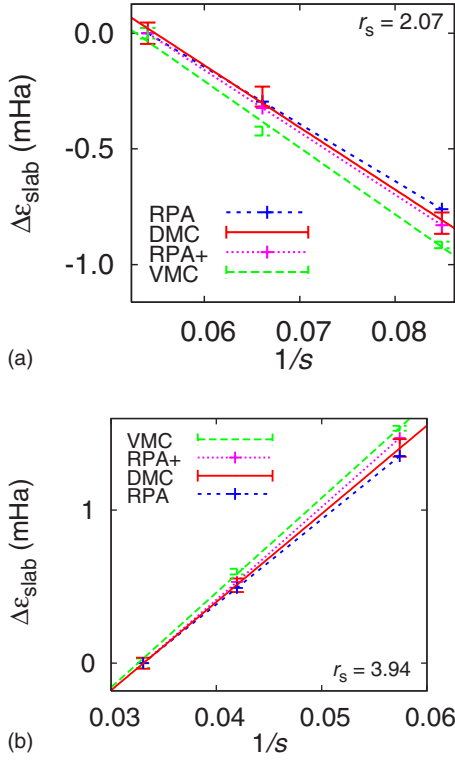 0.0
r_s = 2.07
Δε_slab (mHa)
-0.5
RPA
DMC
RPA+
VMC
-1.0
0.06 0.07 0.08
(a) 1/s
VMC
RPA+
DMC
RPA
1
Δε_slab (mHa)
0
r_s = 3.94
0.03 0.04 0.05 0.06
(b) 1/s